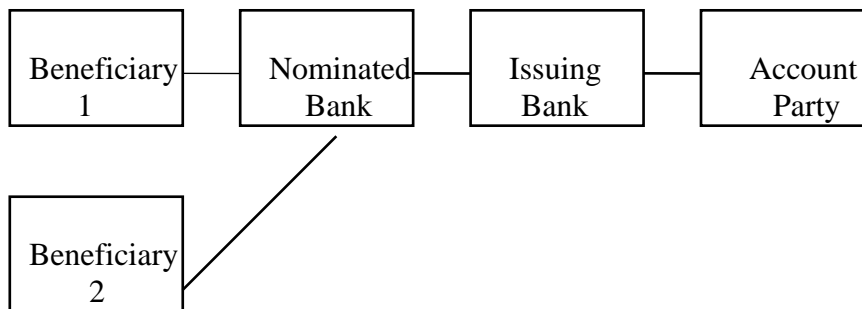 Beneficiary
1
Nominated
Bank
Issuing
Bank
Account
Party
Beneficiary
2